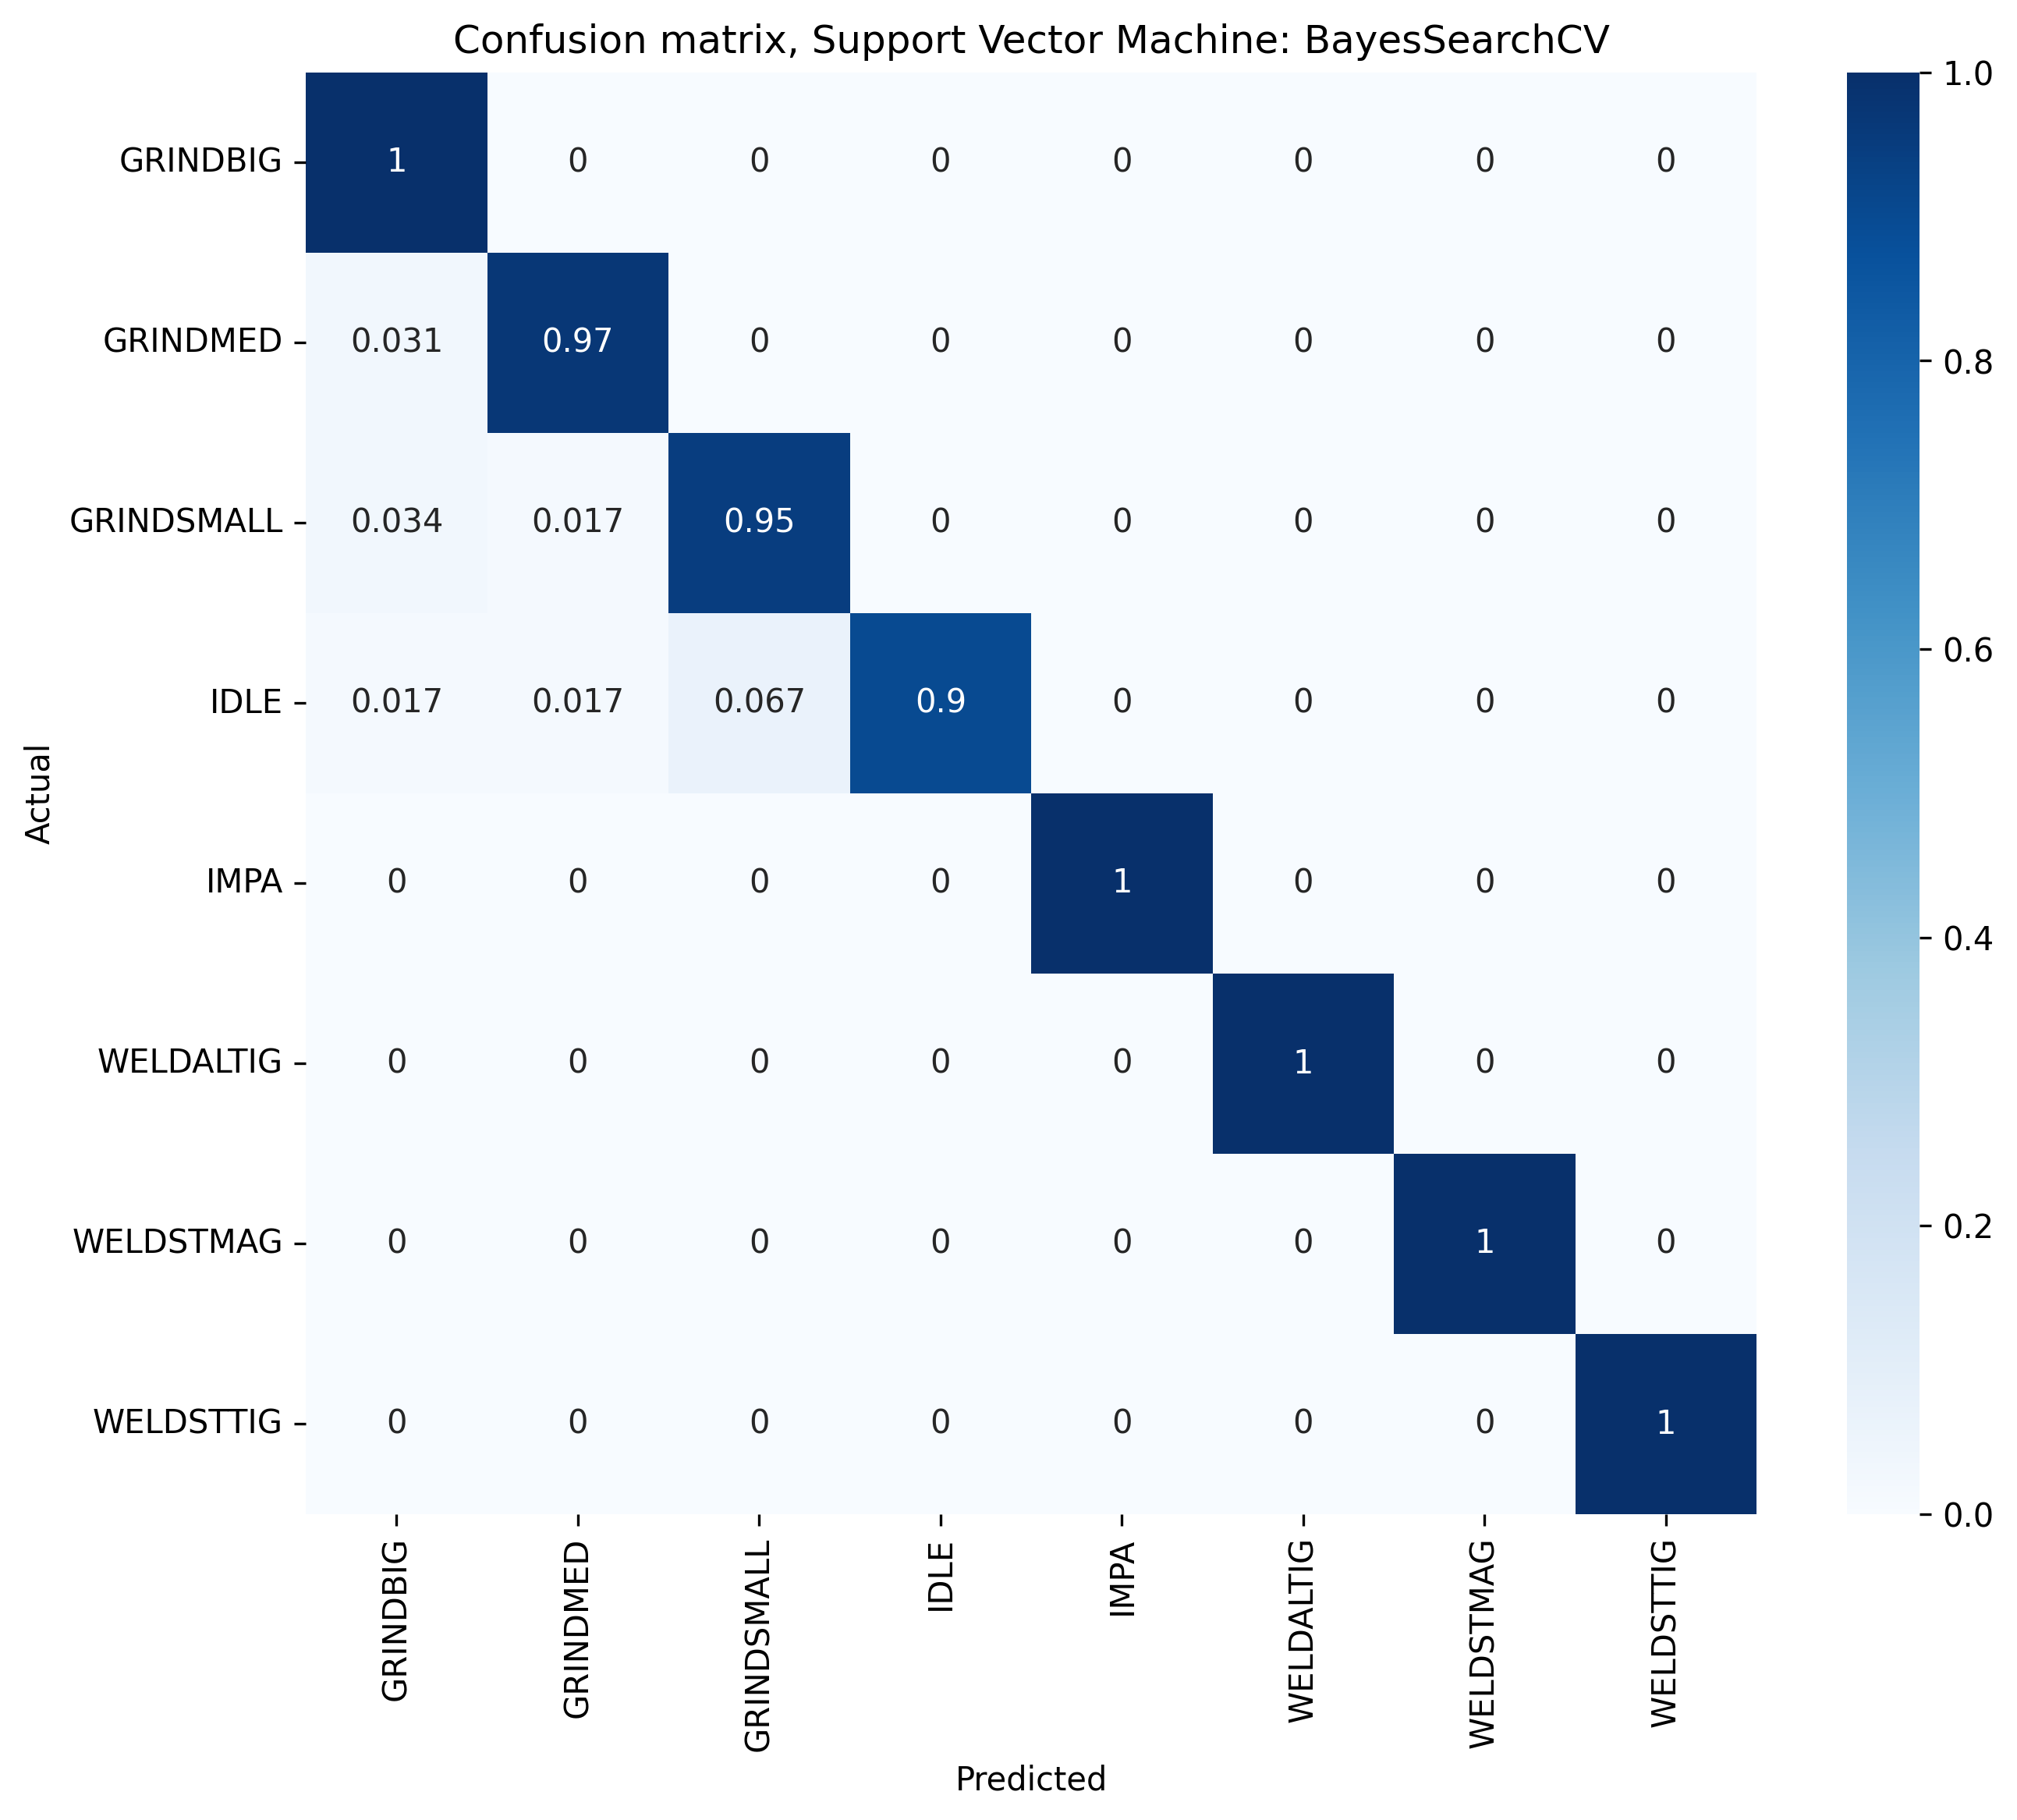 Confusion matrix, Support Vector Machine: BayesSearchCV
GRINDBIG 1 0 0 0 0 0 0 0
GRINDMED 0.031 0.97 0 0 0 0 0 0
GRINDSMALL 0.034 0.017 0.95 0 0 0 0 0
IDLE 0.017 0.017 0.067 0.9 0 0 0 0
IMPA 0 0 0 0 1 0 0 0
WELDALTIG 0 0 0 0 0 1 0 0
WELDSTMAG 0 0 0 0 0 0 1 0
WELDSTTIG 0 0 0 0 0 0 0 1
Actual
GRINDBIG GRINDMED GRINDSMALL IDLE IMPA WELDALTIG WELDSTMAG WELDSTTIG
Predicted
1.0
0.8
0.6
0.4
0.2
0.0